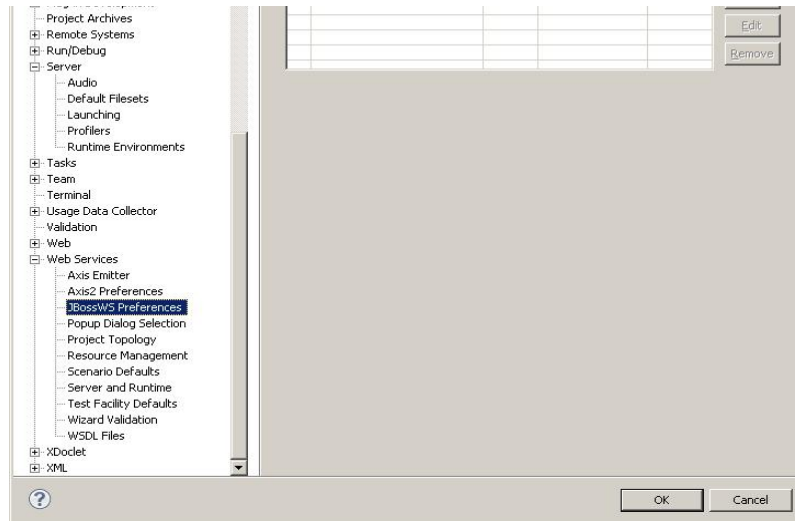 Project Archives
Remote Systems
Edit
Run/Debug
Remove
Server
Audio
Default Filesets
Launching
Profilers
Runtime Environments
Tasks
Team
Terminal
Usage Data Collector
Validation
Web
Web Services
Axis Emitter
Axis2 Preferences
JBossWS Preferences
Popup Dialog Selection
Project Topology
Resource Management
Scenario Defaults
Server and Runtime
Test Facility Defaults
Wizard Validation
WSDL Files
XDoclet
XML
?
OK
Cancel